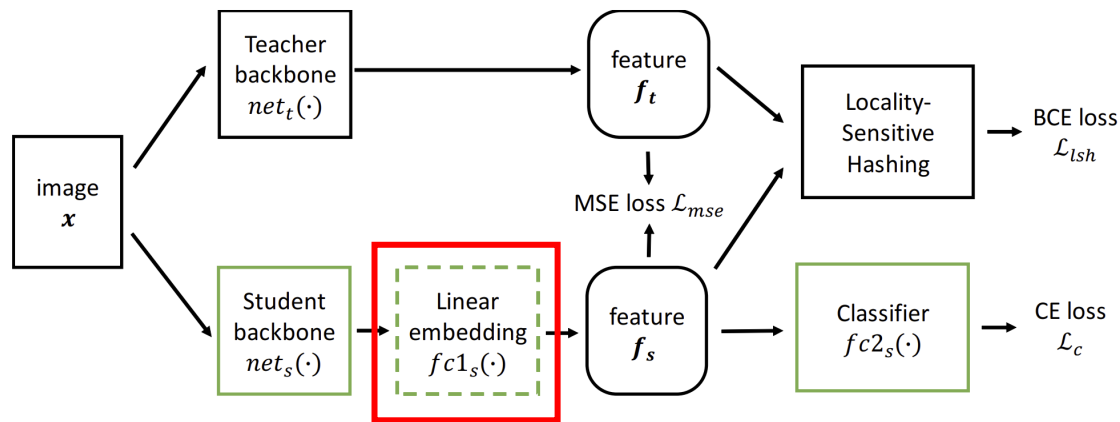 Teacher
backbone
net_t(·)
feature
f_t
Locality-
Sensitive
Hashing
BCE loss
ℒ_lsh
image
x
MSE loss ℒ_mse
Student
backbone
net_s(·)
Linear
embedding
fc1_s(·)
feature
f_s
Classifier
fc2_s(·)
CE loss
ℒ_c